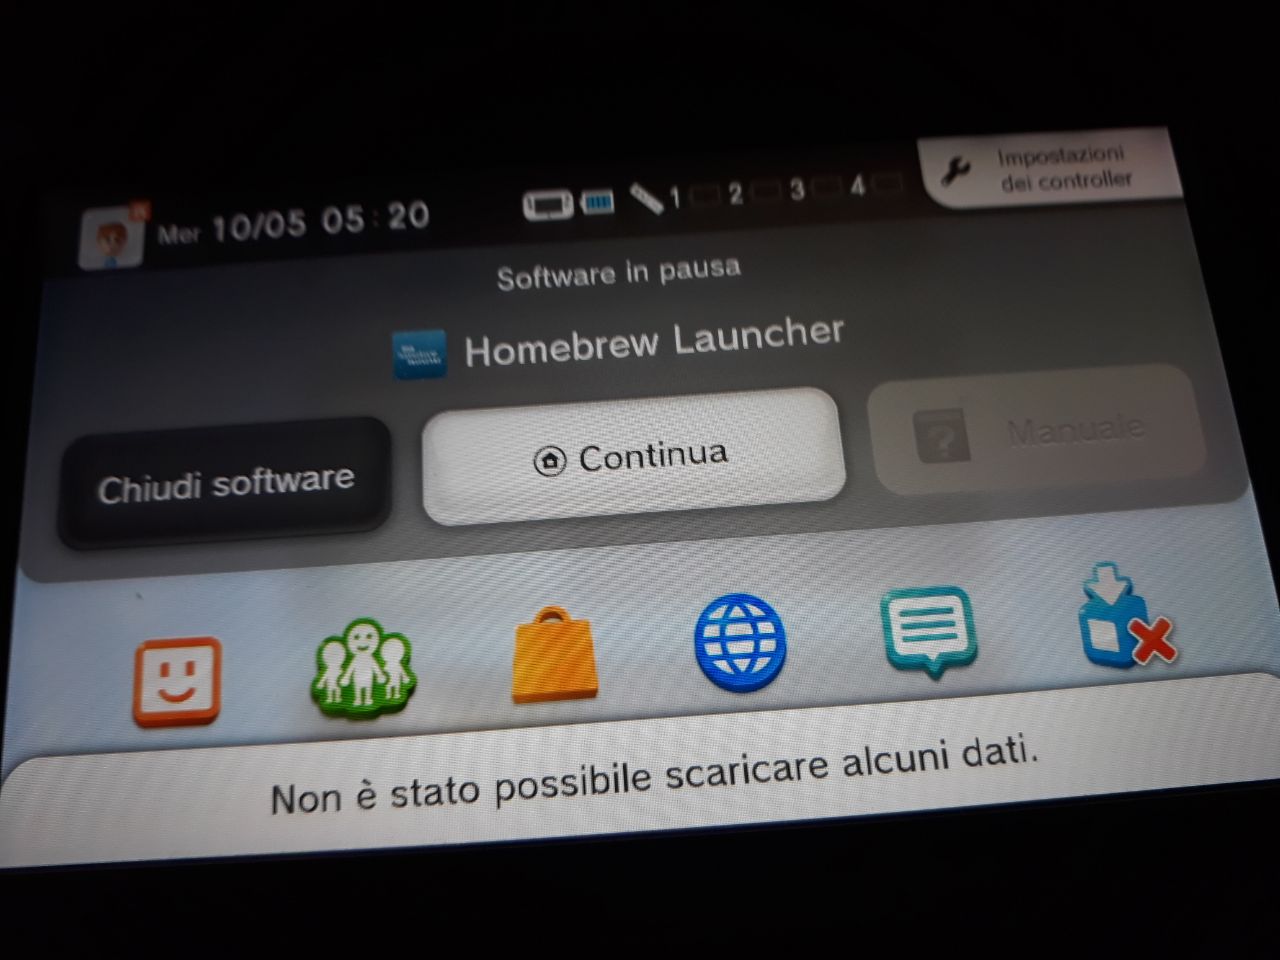 Mer 10/05 05:20
1 2 3 4
Impostazioni
dei controller
Software in pausa
Homebrew Launcher
Chiudi software
Continua
Manuale
Non è stato possibile scaricare alcuni dati.